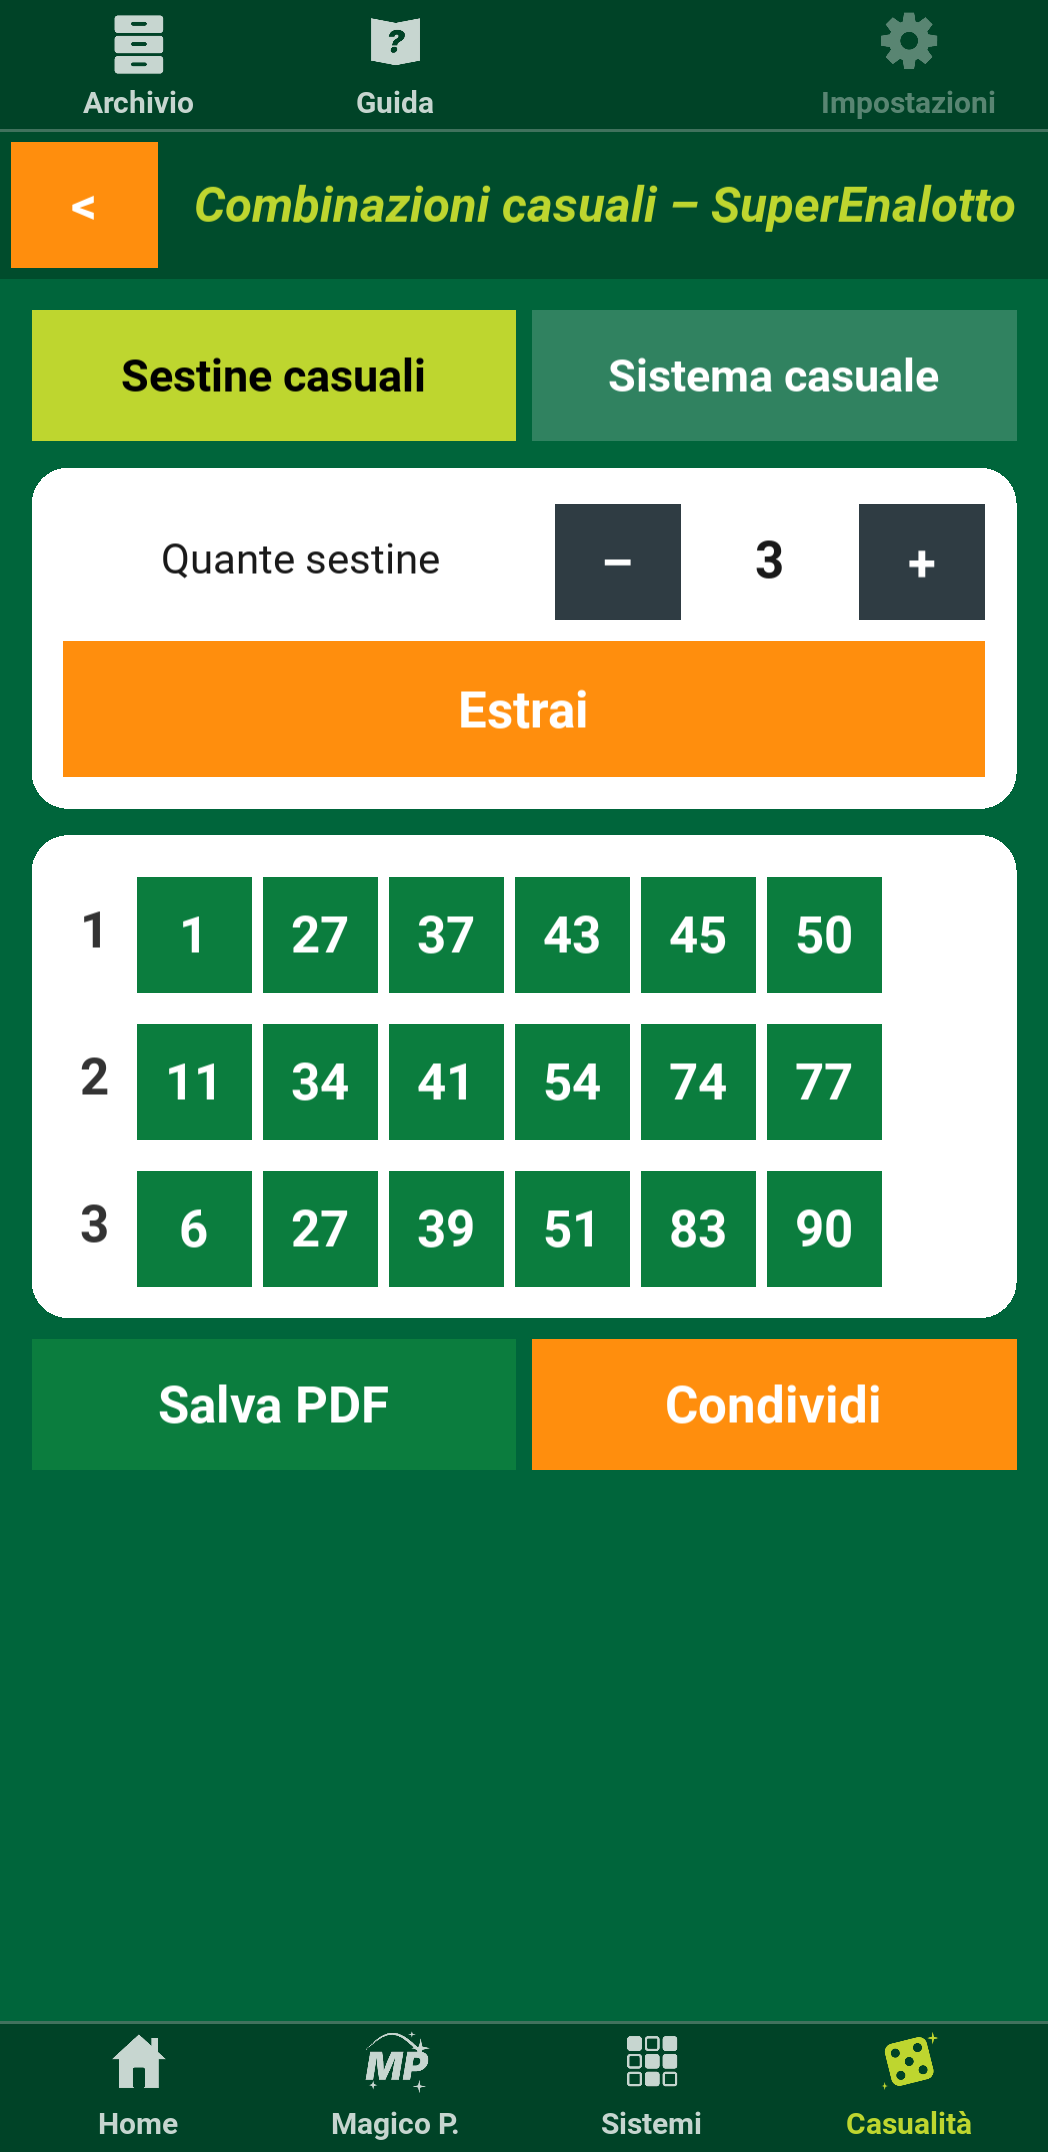 Archivio Guida Impostazioni
< Combinazioni casuali – SuperEnalotto
Sestine casuali Sistema casuale
Quante sestine – 3 +
Estrai
1 1 27 37 43 45 50
2 11 34 41 54 74 77
3 6 27 39 51 83 90
Salva PDF Condividi
MP
Home Magico P. Sistemi Casualità